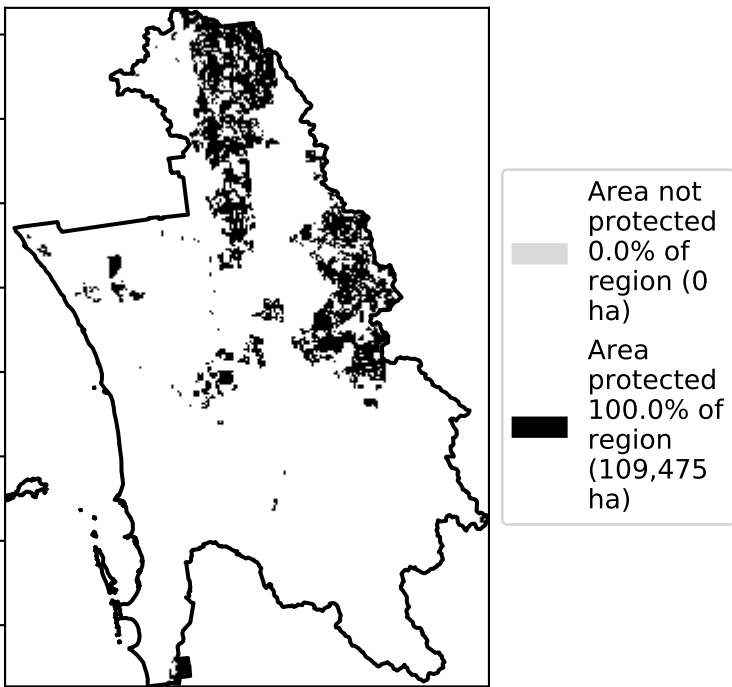 Area not
protected
0.0% of
region (0
ha)
Area
protected
100.0% of
region
(109,475
ha)